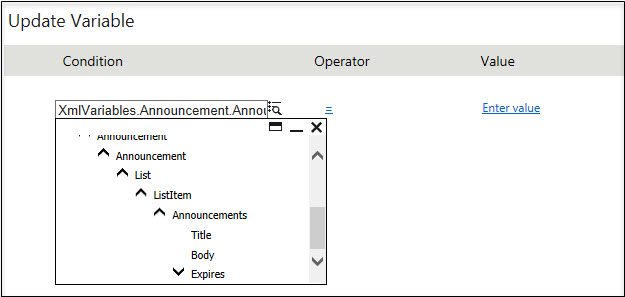 Update Variable
Condition Operator Value
XmlVariables.Announcement.Annou = Enter value
Announcement
Announcement
List
ListItem
Announcements
Title
Body
Expires